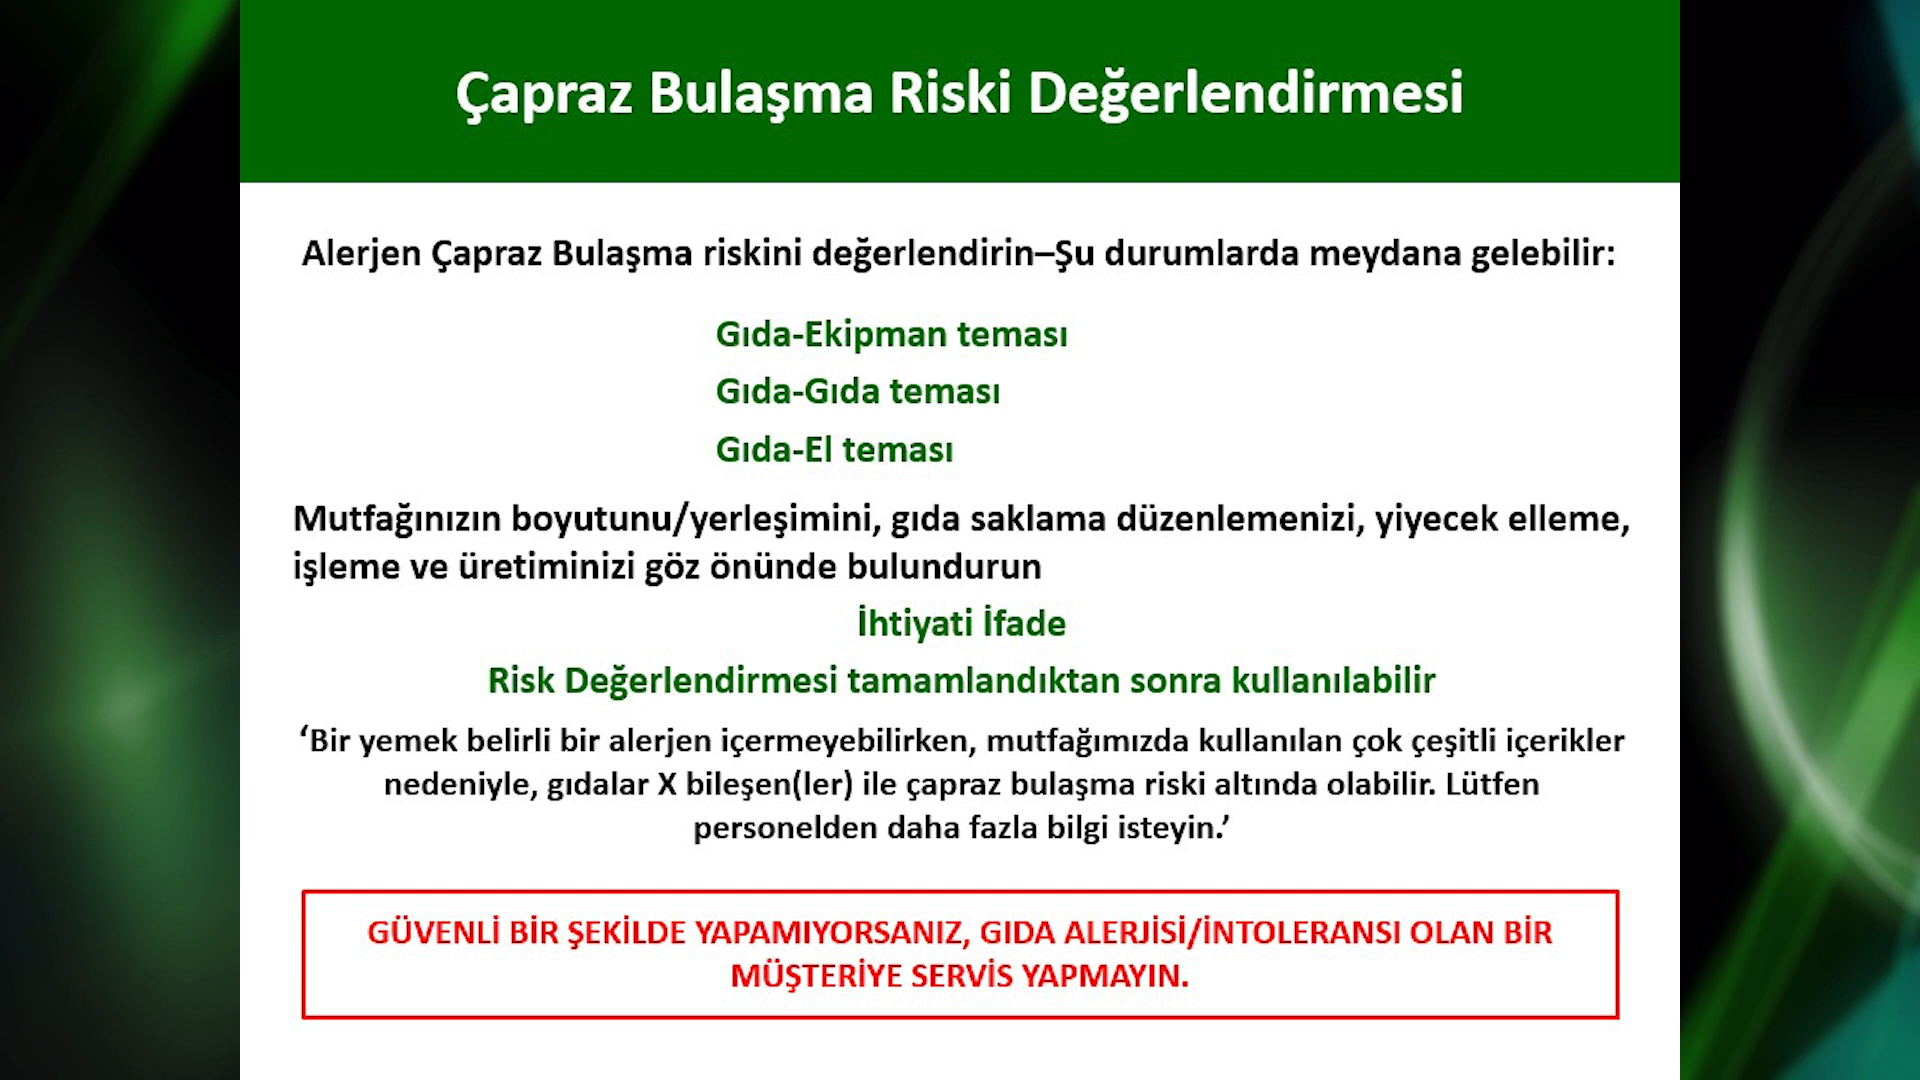 Çapraz Bulaşma Riski Değerlendirmesi
Alerjen Çapraz Bulaşma riskini değerlendirin–Şu durumlarda meydana gelebilir:
Gıda-Ekipman teması
Gıda-Gıda teması
Gıda-El teması
Mutfağınızın boyutunu/yerleşimini, gıda saklama düzenlemenizi, yiyecek elleme,
işleme ve üretiminizi göz önünde bulundurun
İhtiyati İfade
Risk Değerlendirmesi tamamlandıktan sonra kullanılabilir
‘Bir yemek belirli bir alerjen içermeyebilirken, mutfağımızda kullanılan çok çeşitli içerikler
nedeniyle, gıdalar X bileşen(ler) ile çapraz bulaşma riski altında olabilir. Lütfen
personelden daha fazla bilgi isteyin.’
GÜVENLİ BİR ŞEKİLDE YAPAMIYORSANIZ, GIDA ALERJİSİ/İNTOLERANSI OLAN BİR
MÜŞTERİYE SERVİS YAPMAYIN.